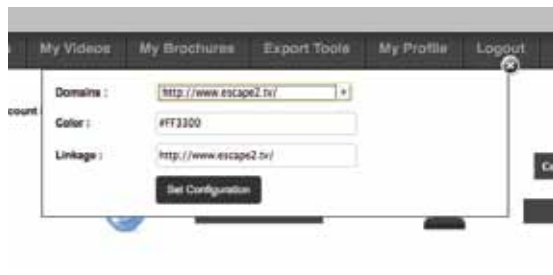 My Videos My Brochures Export Tools My Profile Logout
Domains : http://www.escape2.tv/
count
Color : #FF3300
Linkage : http://www.escape2.tv/
Set Configuration